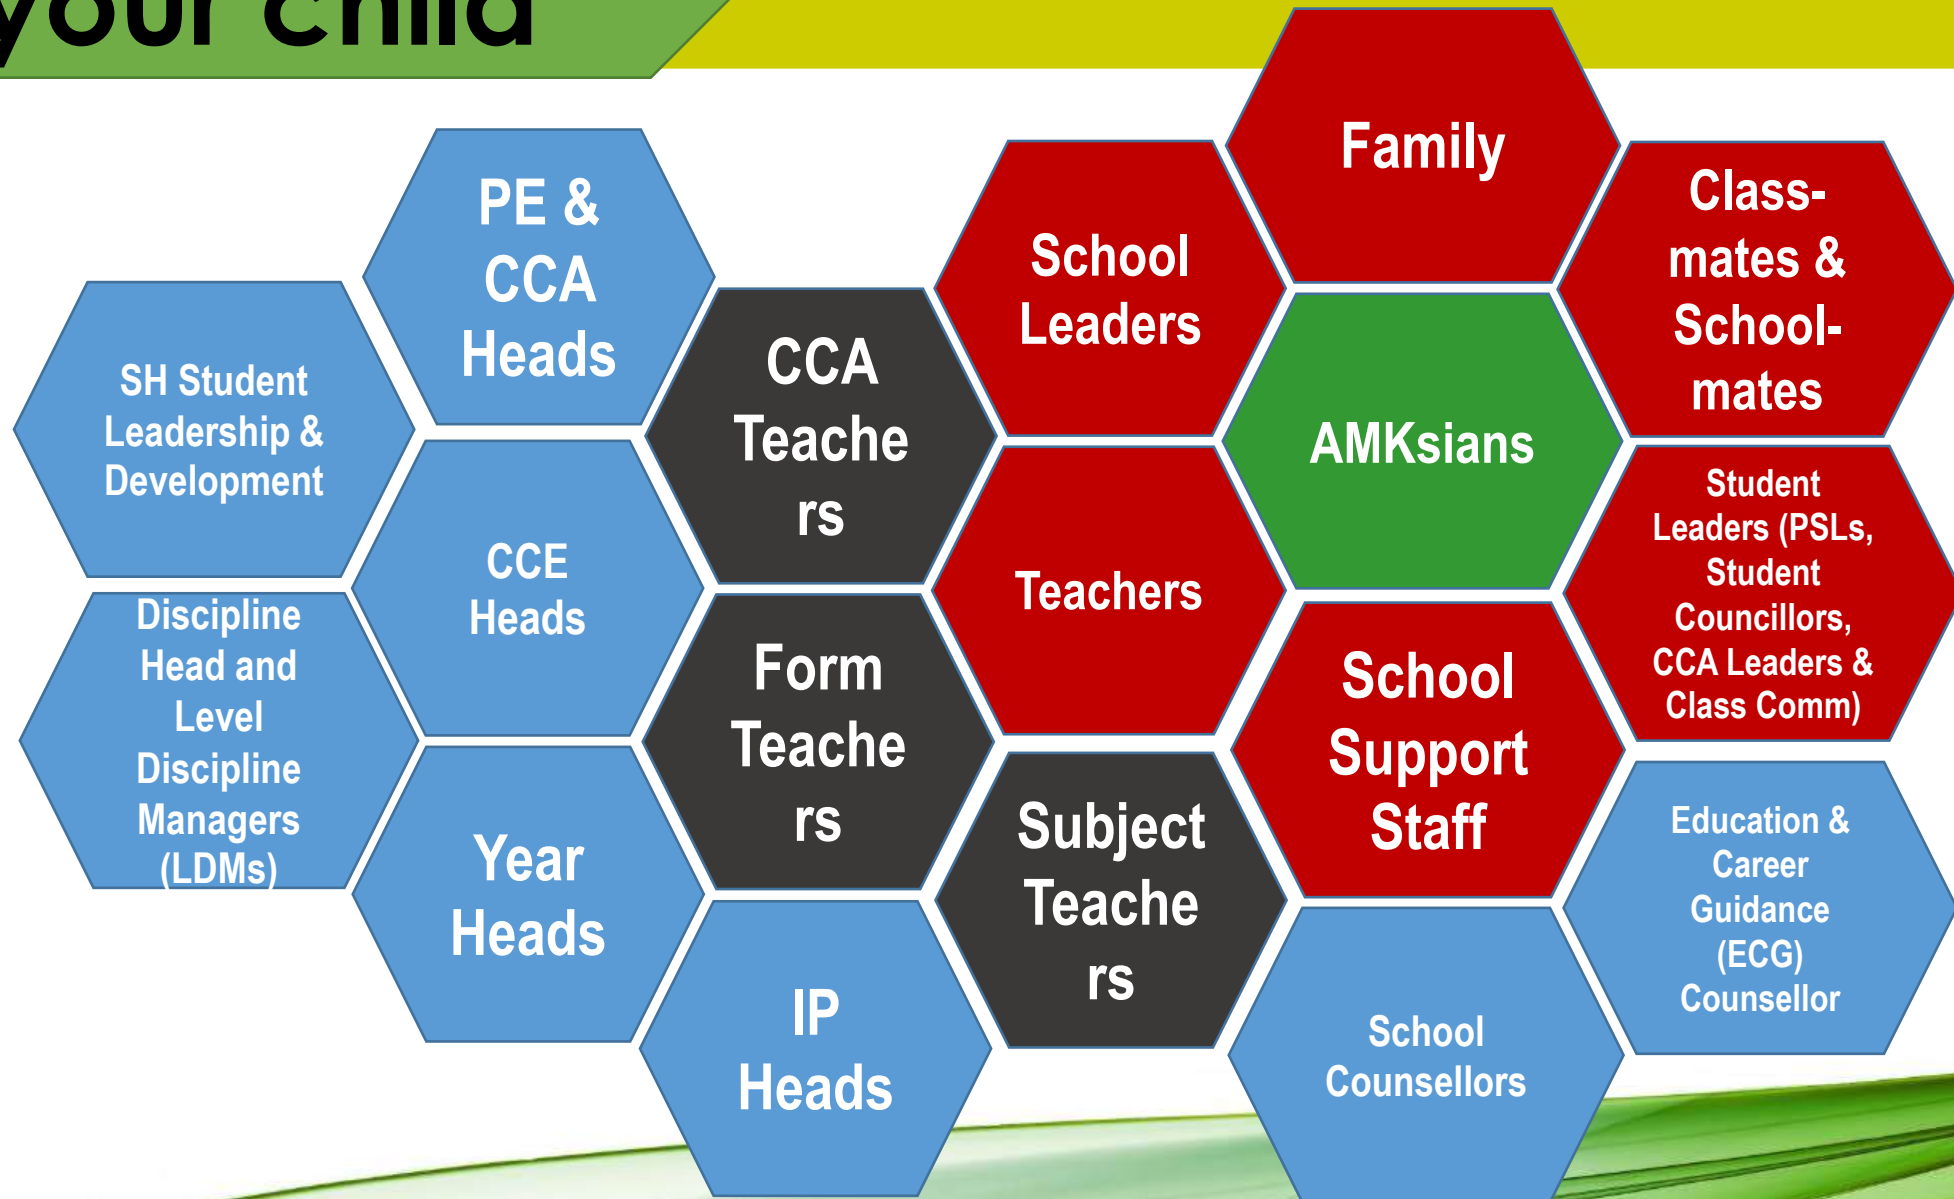 your child
Family
PE &
CCA
Heads
School
Leaders
Class-
mates &
School-
mates
SH Student
Leadership &
Development
CCA
Teache
rs
AMKsians
CCE
Heads
Teachers
Student
Leaders (PSLs,
Student
Councillors,
CCA Leaders &
Class Comm)
Discipline
Head and
Level
Discipline
Managers
(LDMs)
Form
Teache
rs
School
Support
Staff
Year
Heads
Subject
Teache
rs
Education &
Career
Guidance
(ECG)
Counsellor
IP
Heads
School
Counsellors